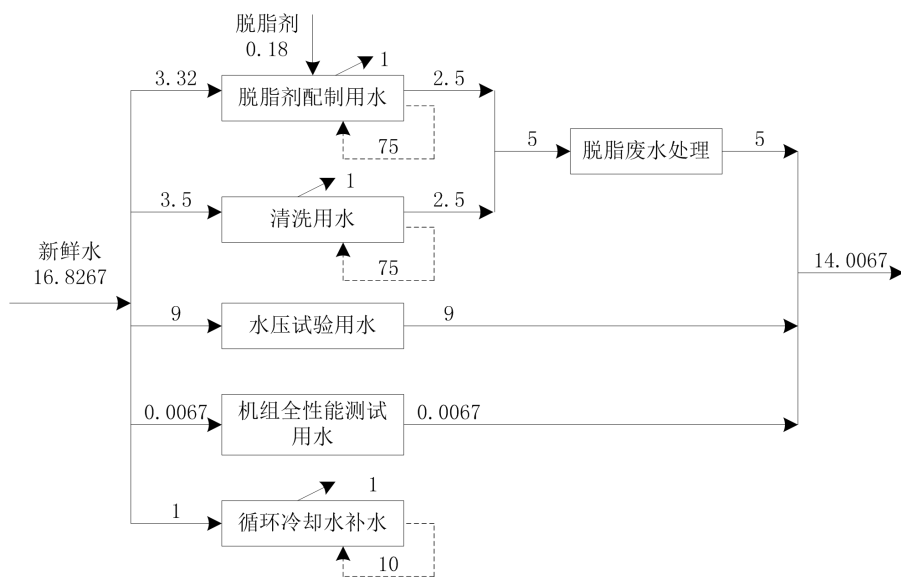 脱脂剂
0.18
1
3.32
脱脂剂配制用水
2.5
75
5
脱脂废水处理
5
1
3.5
清洗用水
2.5
75
新鲜水
16.8267
14.0067
9
水压试验用水
9
0.0067
机组全性能测试
用水
0.0067
1
1
循环冷却水补水
10